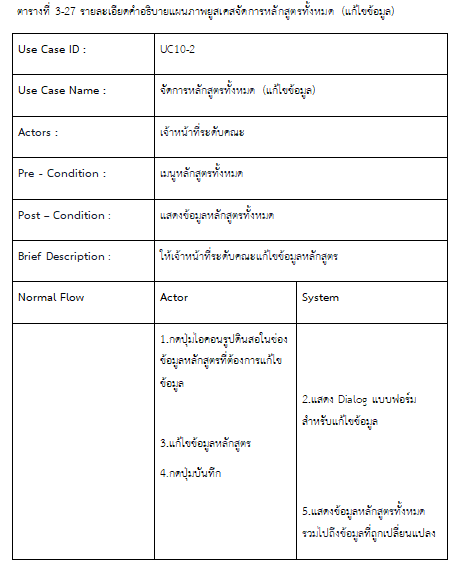 ตารางที่ 3-27 รายละเอียดคำอธิบายแผนภาพยูสเคสจัดการหลักสูตรทั้งหมด (แก้ไขข้อมูล)
Use Case ID :
UC10-2
Use Case Name :
จัดการหลักสูตรทั้งหมด (แก้ไขข้อมูล)
Actors :
เจ้าหน้าที่ระดับคณะ
Pre - Condition :
เมนูหลักสูตรทั้งหมด
Post – Condition :
แสดงข้อมูลหลักสูตรทั้งหมด
Brief Description :
ให้เจ้าหน้าที่ระดับคณะแก้ไขข้อมูลหลักสูตร
Normal Flow
Actor
System
1.กดปุ่มไอคอนรูปดินสอในช่อง
ข้อมูลหลักสูตรที่ต้องการแก้ไข
ข้อมูล
2.แสดง Dialog แบบฟอร์ม
สำหรับแก้ไขข้อมูล
3.แก้ไขข้อมูลหลักสูตร
4.กดปุ่มบันทึก
5.แสดงข้อมูลหลักสูตรทั้งหมด
รวมไปถึงข้อมูลที่ถูกเปลี่ยนแปลง